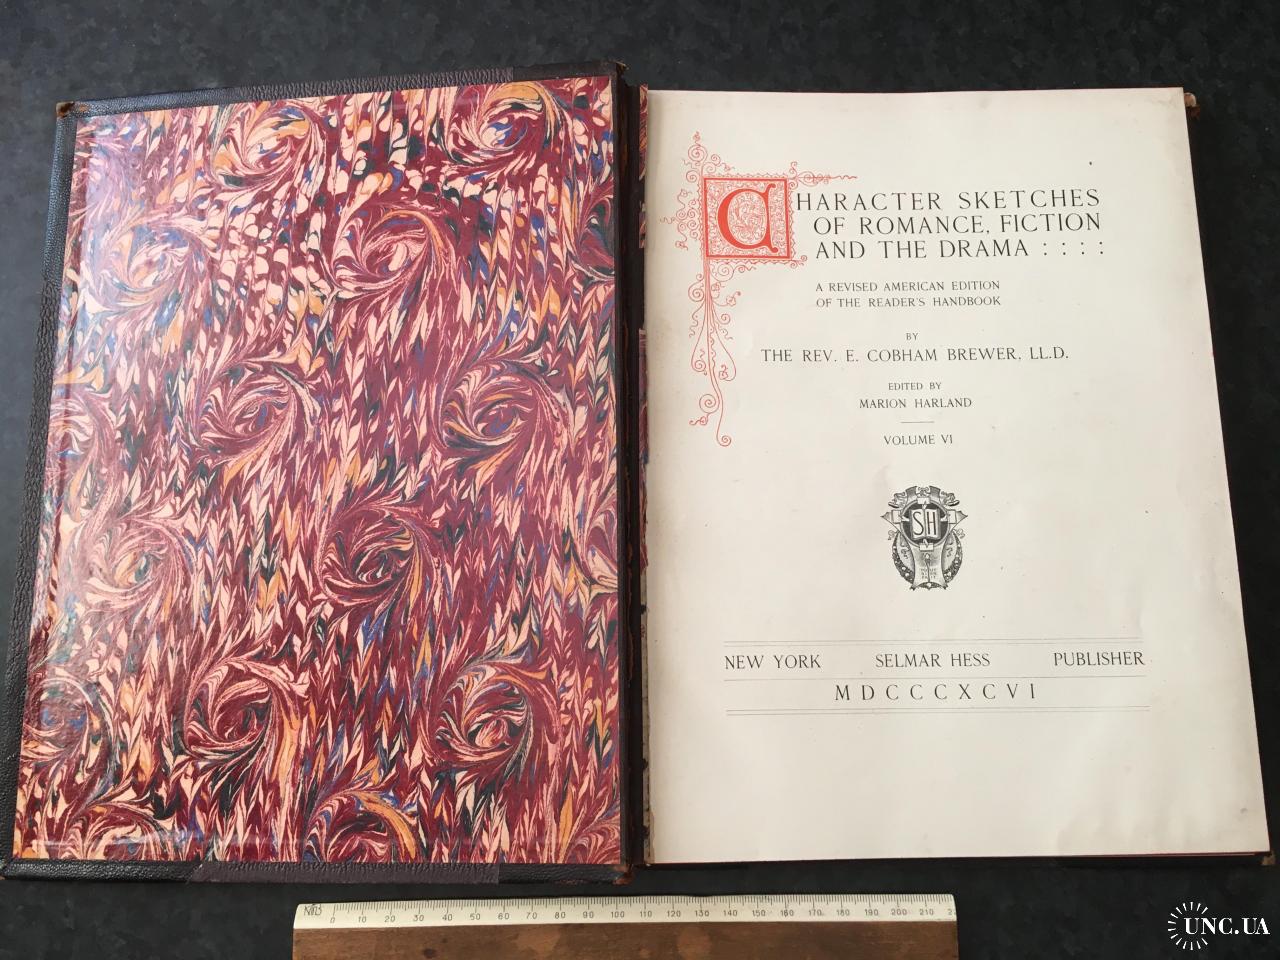 CHARACTER SKETCHES
OF ROMANCE, FICTION
AND THE DRAMA : : : :
A REVISED AMERICAN EDITION
OF THE READER'S HANDBOOK
BY
THE REV. E. COBHAM BREWER, LL.D.
EDITED BY
MARION HARLAND
VOLUME VI
SH
NEW YORK SELMAR HESS PUBLISHER
MDCCCXCVI
0 10 20 30 40 50 60 70 80 90 100 110 120 130 140 150 160 170 180 190 200 210
UNC.UA